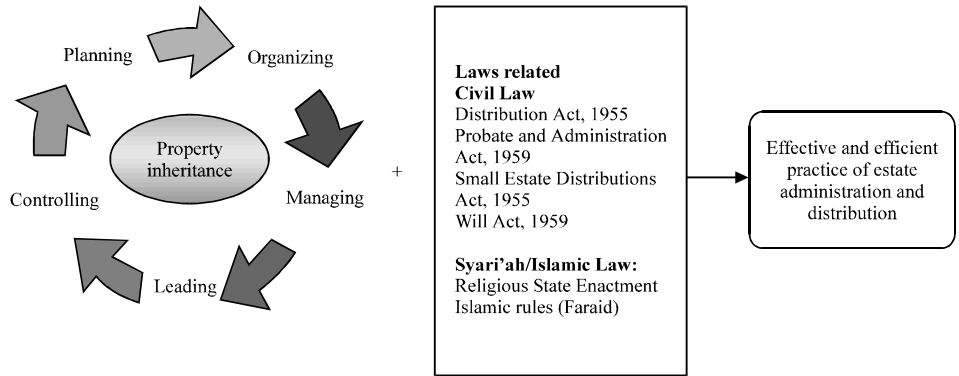 Planning
Organizing
Property
inheritance
Controlling
Managing
Leading
+
Laws related
Civil Law
Distribution Act, 1955
Probate and Administration
Act, 1959
Small Estate Distributions
Act, 1955
Will Act, 1959
Syari’ah/Islamic Law:
Religious State Enactment
Islamic rules (Faraid)
Effective and efficient
practice of estate
administration and
distribution